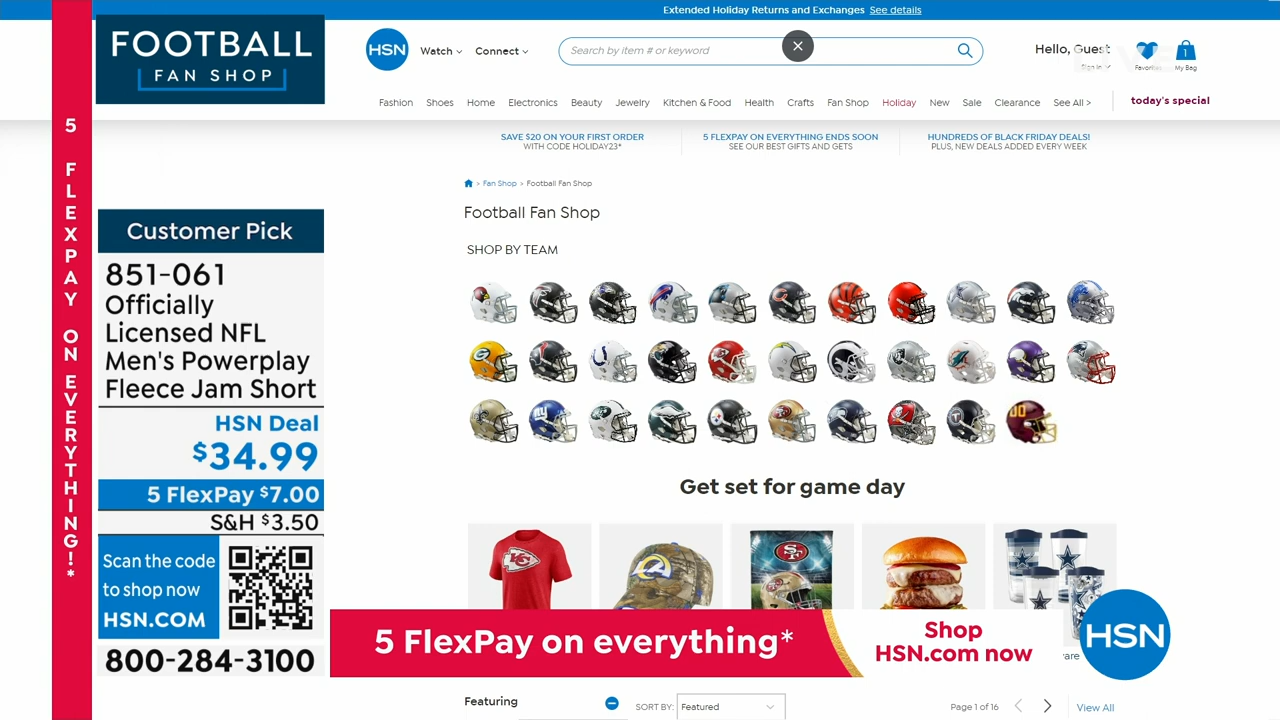 Extended Holiday Returns and Exchanges See details
FOOTBALL
FAN SHOP
HSN
Watch
Connect
Search by item # or keyword
Hello, Guest
Sign In
Favorites
1
My Bag
Fashion Shoes Home Electronics Beauty Jewelry Kitchen & Food Health Crafts Fan Shop Holiday New Sale Clearance See All >
today's special
SAVE $20 ON YOUR FIRST ORDER
WITH CODE HOLIDAY23*
5 FLEXPAY ON EVERYTHING ENDS SOON
SEE OUR BEST GIFTS AND GETS
HUNDREDS OF BLACK FRIDAY DEALS!
PLUS, NEW DEALS ADDED EVERY WEEK
> Fan Shop > Football Fan Shop
Football Fan Shop
SHOP BY TEAM
5 FLEXPAY ON EVERYTHING!*
Customer Pick
851-061
Officially
Licensed NFL
Men's Powerplay
Fleece Jam Short
HSN Deal
$34.99
5 FlexPay $7.00
S&H $3.50
Scan the code
to shop now
HSN.COM
800-284-3100
Get set for game day
5 FlexPay on everything*
Shop
HSN.com now
HSN
Featuring
SORT BY: Featured
Page 1 of 16
View All